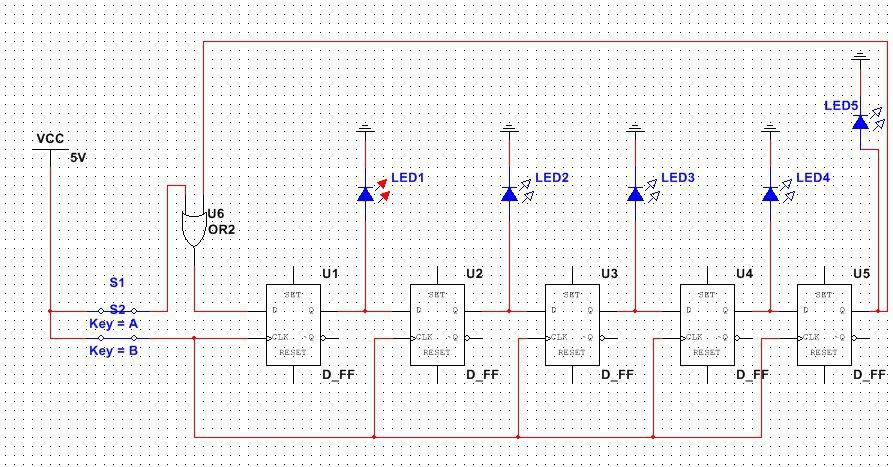 LED5
VCC
5V
LED1
LED2
LED3
LED4
U6
OR2
S1
U1
U2
U3
U4
U5
SET
SET
SET
SET
SET
S2
D Q
D Q
D Q
D Q
D Q
Key = A
CLK ~Q
CLK ~Q
CLK ~Q
CLK ~Q
CLK ~Q
Key = B
RESET
RESET
RESET
RESET
RESET
D_FF
D_FF
D_FF
D_FF
D_FF